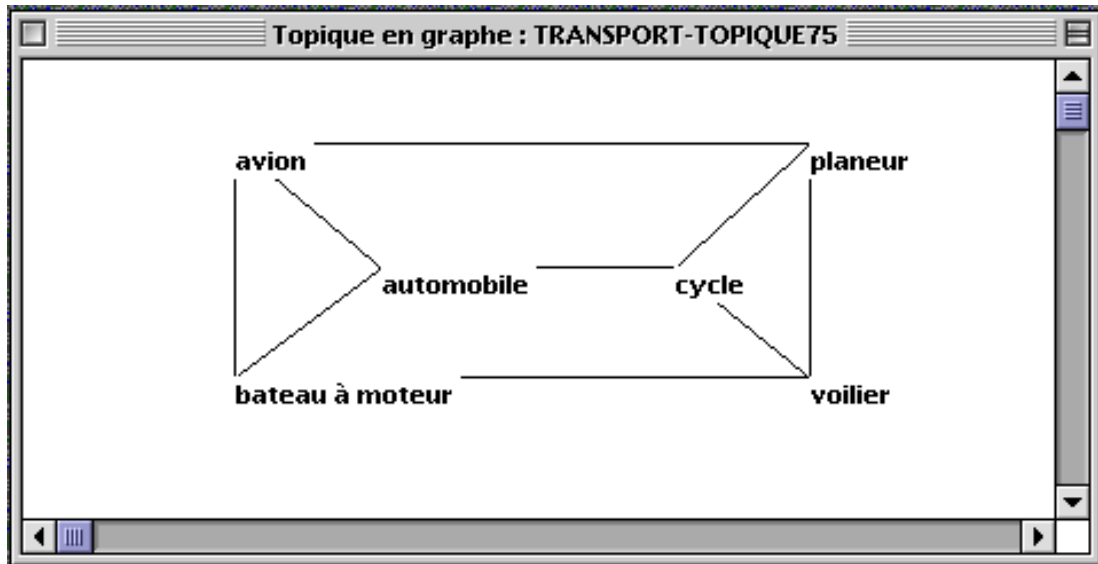 Topique en graphe : TRANSPORT-TOPIQUE75
avion
planeur
automobile
cycle
bateau à moteur
voilier